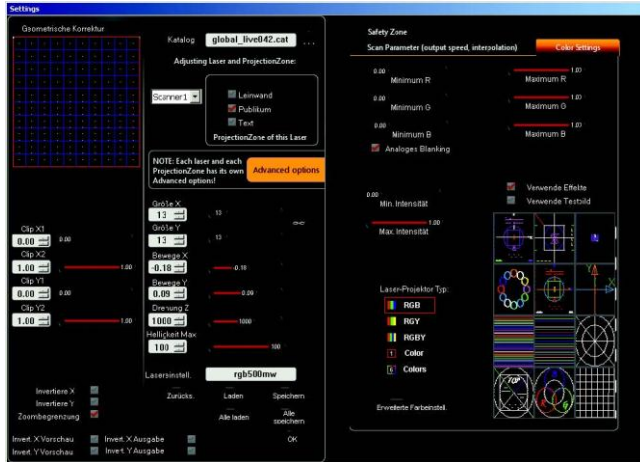 Settings
Geometrische Korrektur
Katalog global_live042.cat ...
Adjusting Laser and ProjectionZone:
Scanner1
Leinwand
Publikum
Text
ProjectionZone of this Laser
NOTE: Each laser and each
ProjectionZone has its own
Advanced options!
Advanced options
Größe X
13 13
Größe Y
13 13
Bewege X
-0.18 -0.18
Bewege Y
0.09 0.09
Drehung Z
1000 1000
Helligkeit Max
100 100
Clip X1
0.00 0.00
Clip X2
1.00 1.00
Clip Y1
0.00 0.00
Clip Y2
1.00 1.00
Laserinstell. rgb500mw
Zurücks. Laden Speichern
Alle laden Alle speichern
OK
Invertiere X
Invertiere Y
Zoombegrenzung
Invert. X Vorschau Invert. X Ausgabe
Invert. Y Vorschau Invert. Y Ausgabe
Safety Zone
Scan Parameter (output speed, interpolation) Color Settings
0.00 1.00
Minimum R Maximum R
0.00 1.00
Minimum G Maximum G
0.00 1.00
Minimum B Maximum B
Analoges Blanking
0.00
Min. Intensität
1.00
Max. Intensität
Verwende Effekte
Verwende Testbild
Laser-Projektor Typ:
RGB
RGY
RGBY
1 Color
6 Colors
Erweiterte Farbeinstell.
Y
X
TOP